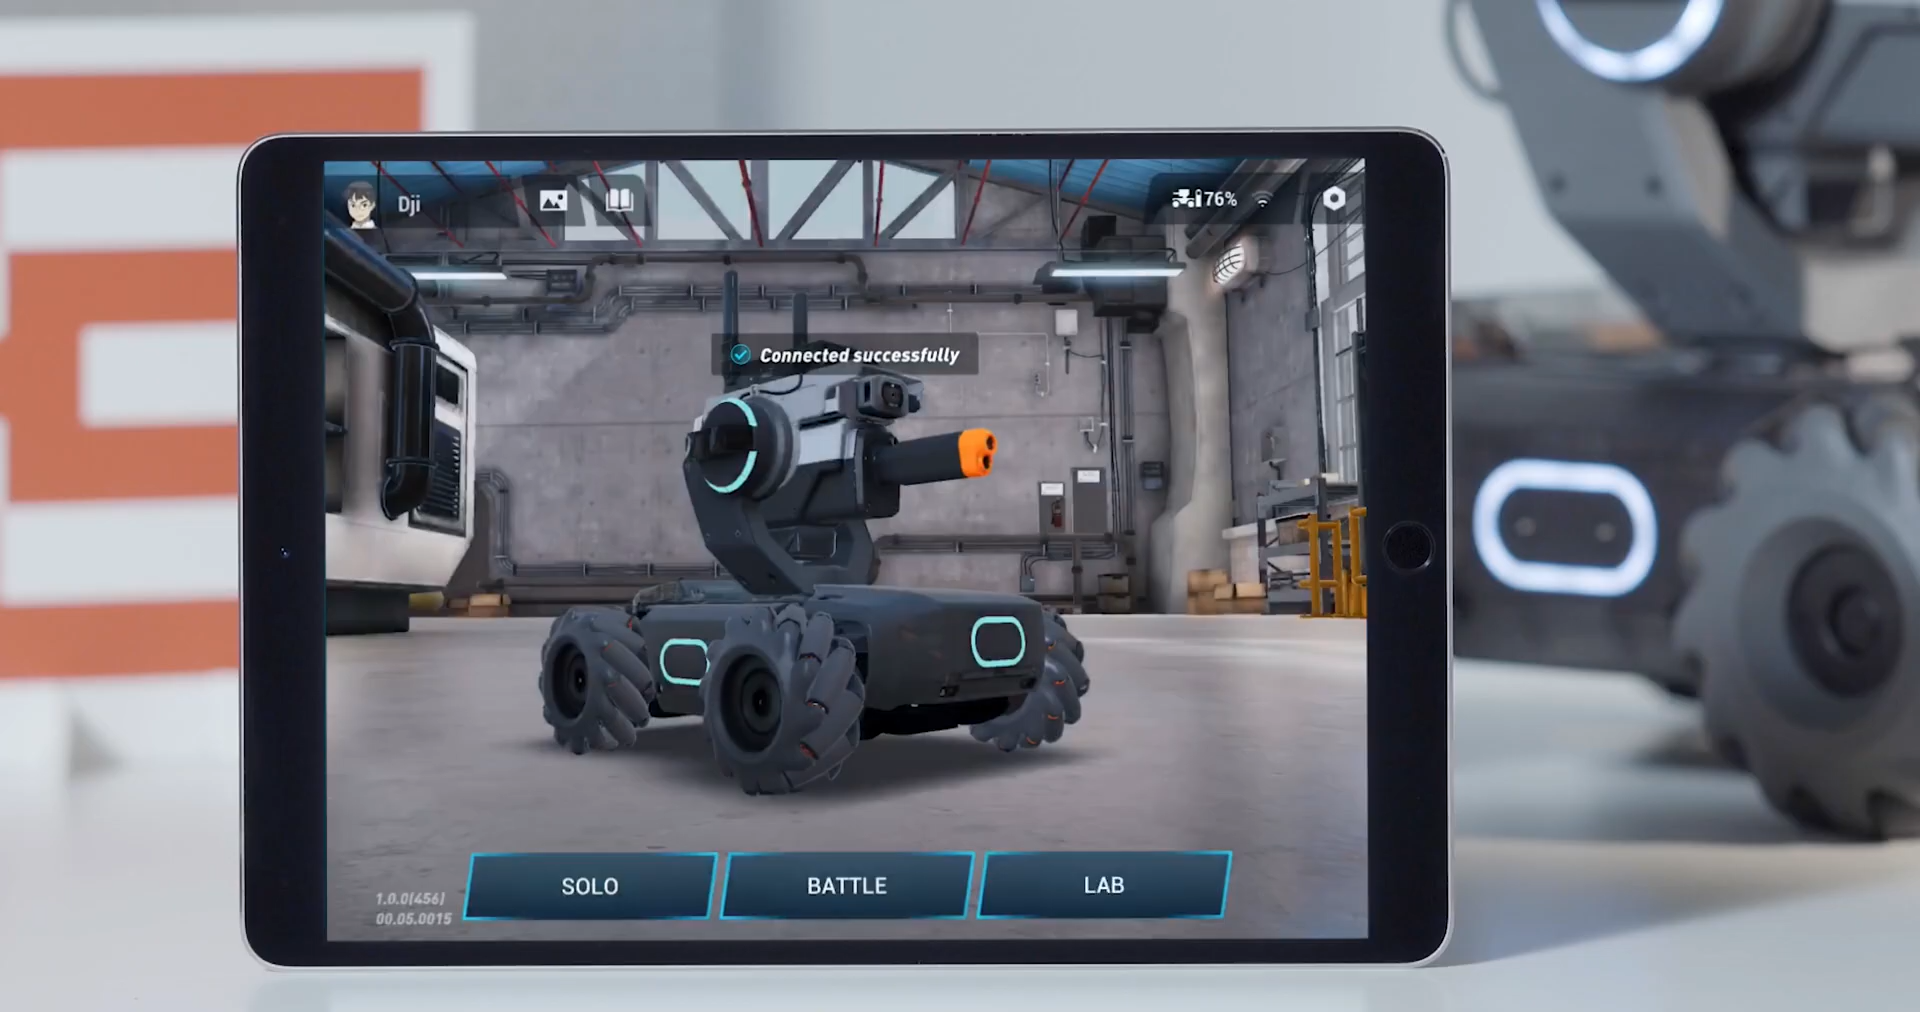 Dji
76%
Connected successfully
SOLO
BATTLE
LAB
1.0.0(456)
00.05.0015